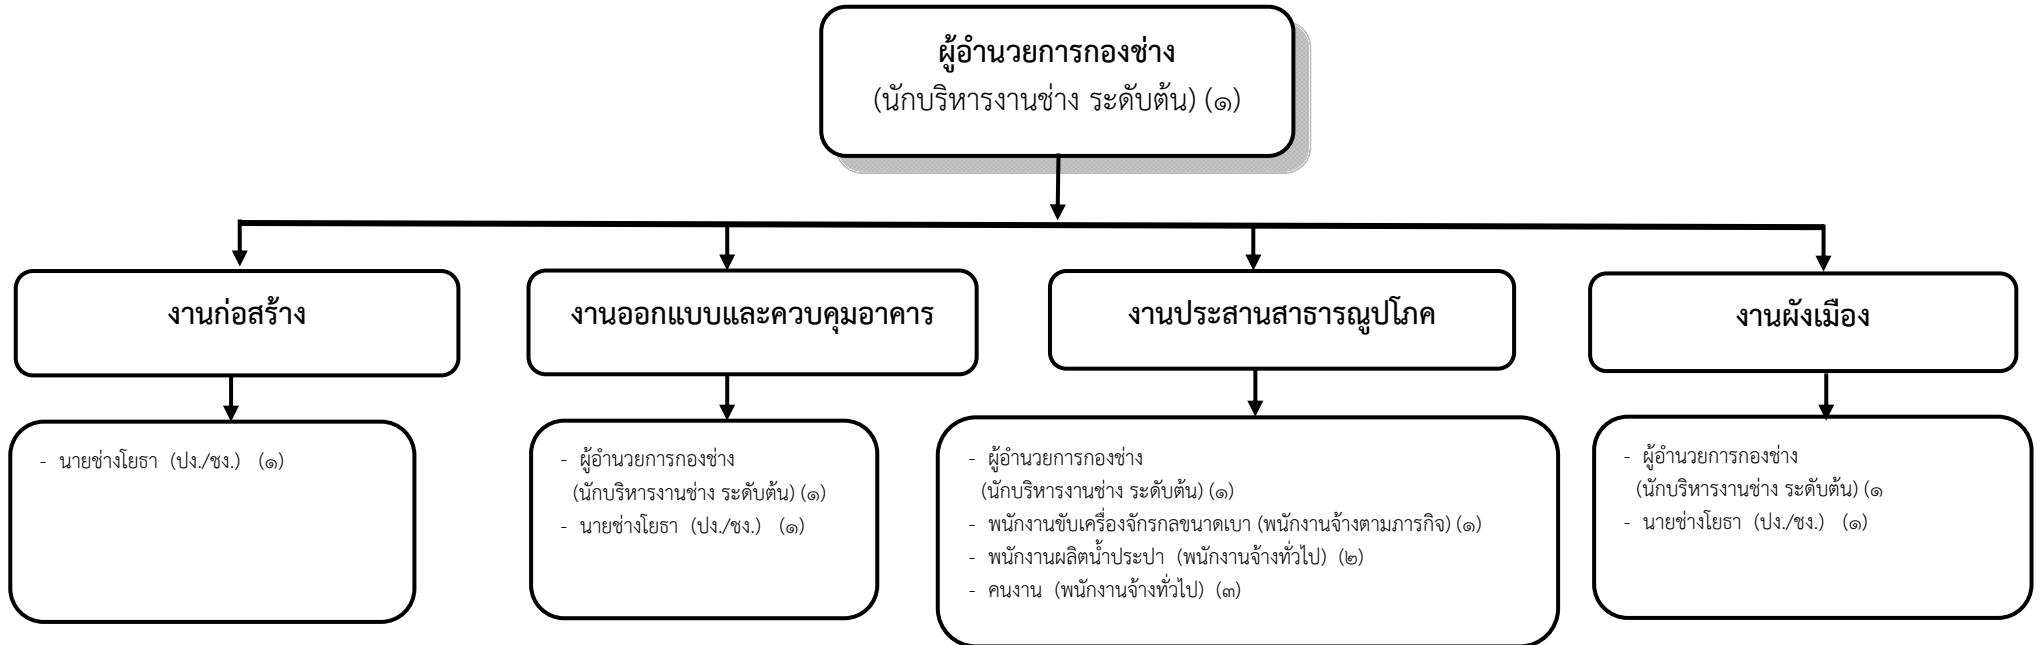 ผู้อำนวยการกองช่าง
(นักบริหารงานช่าง ระดับต้น) (๑)
งานก่อสร้าง
งานออกแบบและควบคุมอาคาร
งานประสานสาธารณูปโภค
งานผังเมือง
- นายช่างโยธา (ปง./ชง.) (๑)
- ผู้อำนวยการกองช่าง
(นักบริหารงานช่าง ระดับต้น) (๑)
- นายช่างโยธา (ปง./ชง.) (๑)
- ผู้อำนวยการกองช่าง
(นักบริหารงานช่าง ระดับต้น) (๑)
- พนักงานขับเครื่องจักรกลขนาดเบา (พนักงานจ้างตามภารกิจ) (๑)
- พนักงานผลิตน้ำประปา (พนักงานจ้างทั่วไป) (๒)
- คนงาน (พนักงานจ้างทั่วไป) (๓)
- ผู้อำนวยการกองช่าง
(นักบริหารงานช่าง ระดับต้น) (๑
- นายช่างโยธา (ปง./ชง.) (๑)